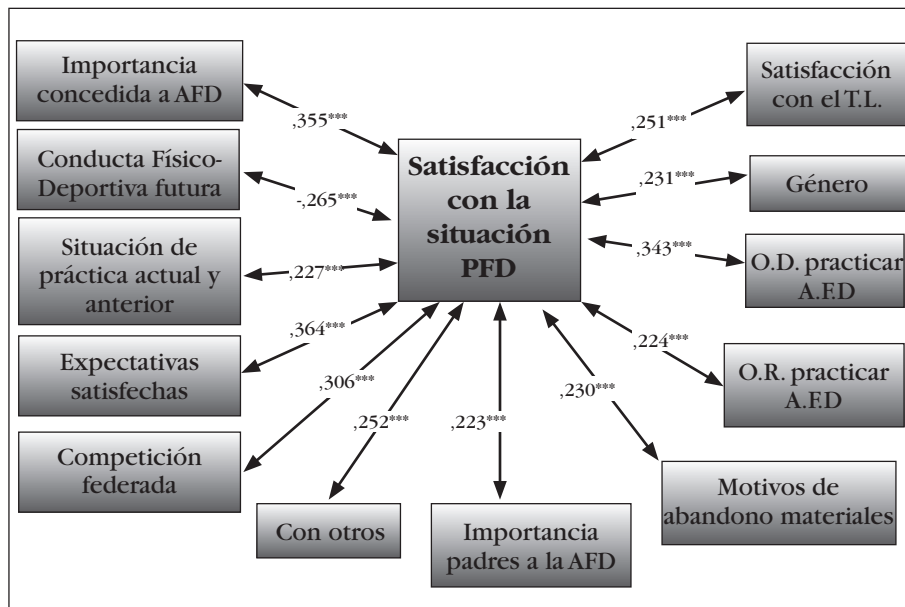 Importancia
concedida a AFD
Conducta Físico-
Deportiva futura
Situación de
práctica actual y
anterior
Expectativas
satisfechas
Competición
federada
Con otros
Importancia
padres a la AFD
Motivos de
abandono materiales
O.R. practicar
A.F.D
O.D. practicar
A.F.D
Género
Satisfacción
con el T.L.
Satisfacción
con la
situación
PFD
,355***
-,265***
,227***
,364***
,306***
,252***
,223***
,230***
,224***
,343***
,231***
,251***